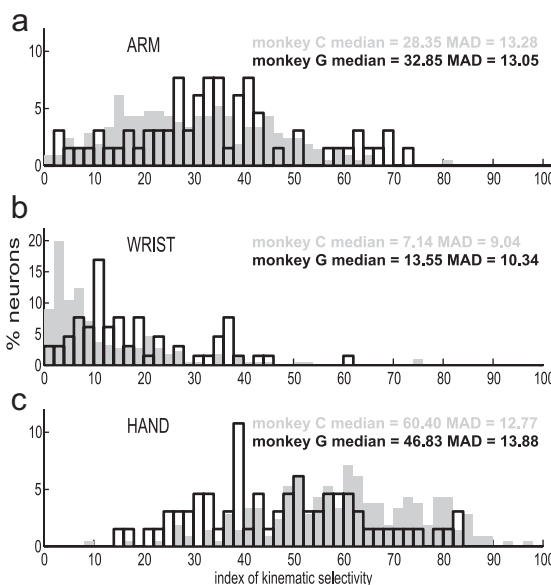 a
ARM
monkey C median = 28.35 MAD = 13.28
monkey G median = 32.85 MAD = 13.05
10
5
0
0 10 20 30 40 50 60 70 80 90 100
b
WRIST
monkey C median = 7.14 MAD = 9.04
monkey G median = 13.55 MAD = 10.34
% neurons
20
15
10
5
0
0 10 20 30 40 50 60 70 80 90 100
c
HAND
monkey C median = 60.40 MAD = 12.77
monkey G median = 46.83 MAD = 13.88
10
5
0
0 10 20 30 40 50 60 70 80 90 100
index of kinematic selectivity